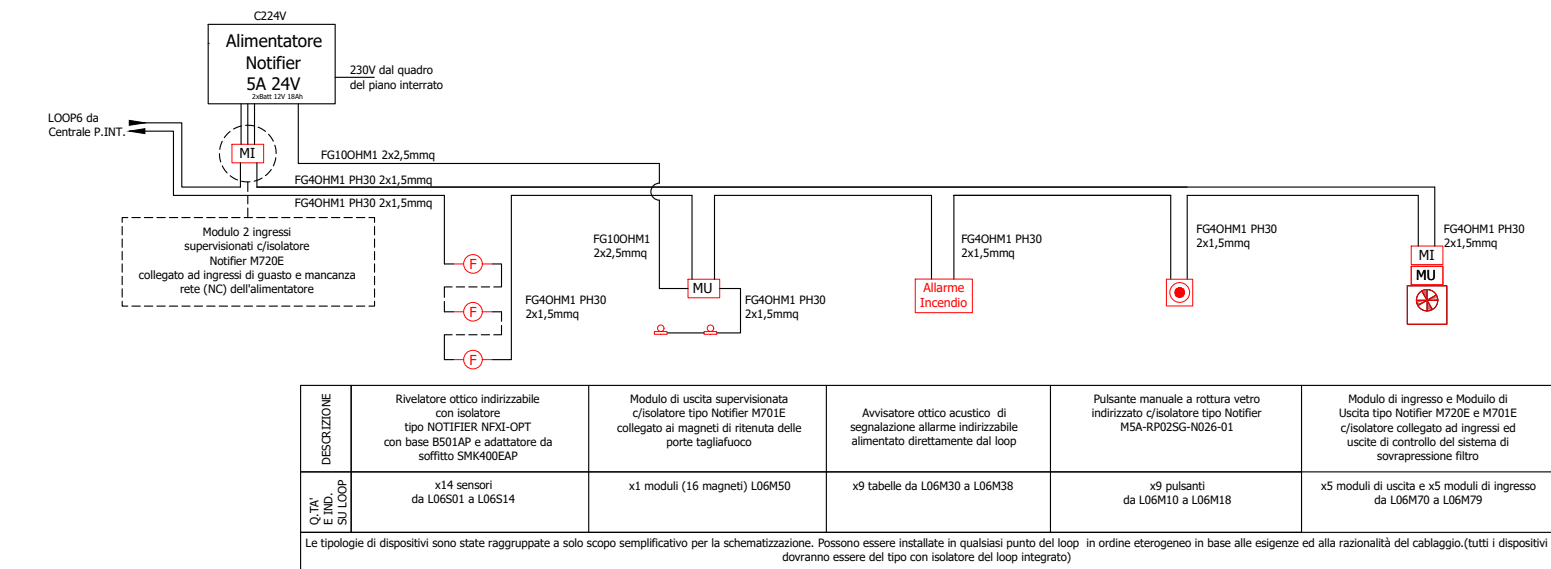 C224V
Alimentatore
Notifier
5A 24V
2xBatt 12V 18Ah
230V dal quadro
del piano interrato
LOOP6 da
Centrale P.INT.
MI
FG10OHM1 2x2,5mmq
FG4OHM1 PH30 2x1,5mmq
FG4OHM1 PH30 2x1,5mmq
Modulo 2 ingressi
supervisionati c/isolatore
Notifier M720E
collegato ad ingressi di guasto e mancanza
rete (NC) dell'alimentatore
F
F
F
FG4OHM1 PH30
2x1,5mmq
FG10OHM1
2x2,5mmq
MU
FG4OHM1 PH30
2x1,5mmq
FG4OHM1 PH30
2x1,5mmq
Allarme
Incendio
FG4OHM1 PH30
2x1,5mmq
FG4OHM1 PH30
2x1,5mmq
MI
MU
DESCRIZIONE
Rivelatore ottico indirizzabile
con isolatore
tipo NOTIFIER NFXI-OPT
con base B501AP e adattatore da
soffitto SMK400EAP
Modulo di uscita supervisionata
c/isolatore tipo Notifier M701E
collegato ai magneti di ritenuta delle
porte tagliafuoco
Avvisatore ottico acustico di
segnalazione allarme indirizzabile
alimentato direttamente dal loop
Pulsante manuale a rottura vetro
indirizzato c/isolatore tipo Notifier
M5A-RP02SG-N026-01
Modulo di ingresso e Moduilo di
Uscita tipo Notifier M720E e M701E
c/isolatore collegato ad ingressi ed
uscite di controllo del sistema di
sovrapressione filtro
Q.TA'
E IND.
SU LOOP
x14 sensori
da L06S01 a L06S14
x1 moduli (16 magneti) L06M50
x9 tabelle da L06M30 a L06M38
x9 pulsanti
da L06M10 a L06M18
x5 moduli di uscita e x5 moduli di ingresso
da L06M70 a L06M79
Le tipologie di dispositivi sono state raggruppate a solo scopo semplificativo per la schematizzazione. Possono essere installate in qualsiasi punto del loop in ordine eterogeneo in base alle esigenze ed alla razionalità del cablaggio.(tutti i dispositivi
dovranno essere del tipo con isolatore del loop integrato)